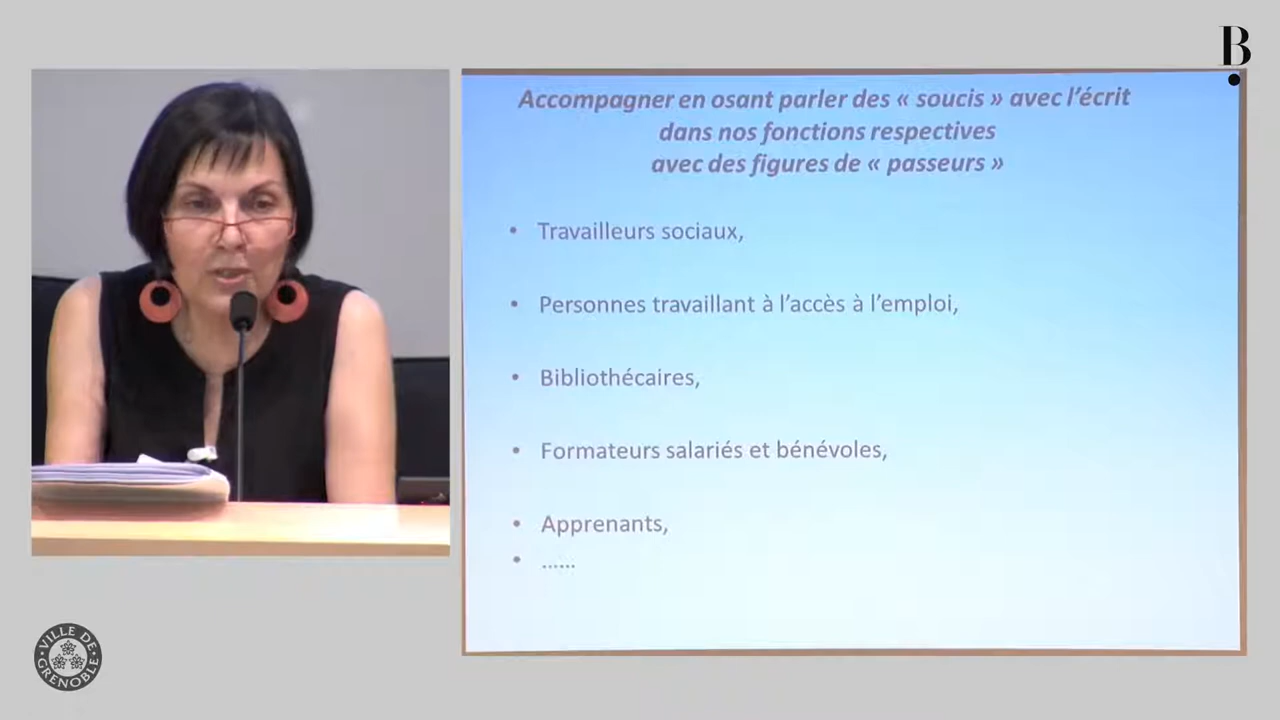 B
Accompagner en osant parler des « soucis » avec l'écrit
dans nos fonctions respectives
avec des figures de « passeurs »
• Travailleurs sociaux,
• Personnes travaillant à l'accès à l'emploi,
• Bibliothécaires,
• Formateurs salariés et bénévoles,
• Apprenants,
• ......
VILLE DE
GRENOBLE